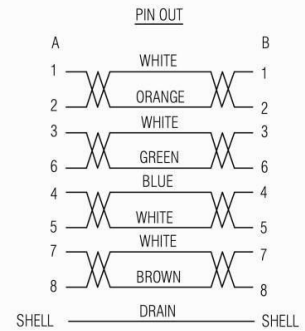 PIN OUT
A B
1 WHITE 1
2 ORANGE 2
3 WHITE 3
6 GREEN 6
4 BLUE 4
5 WHITE 5
7 WHITE 7
8 BROWN 8
SHELL DRAIN SHELL